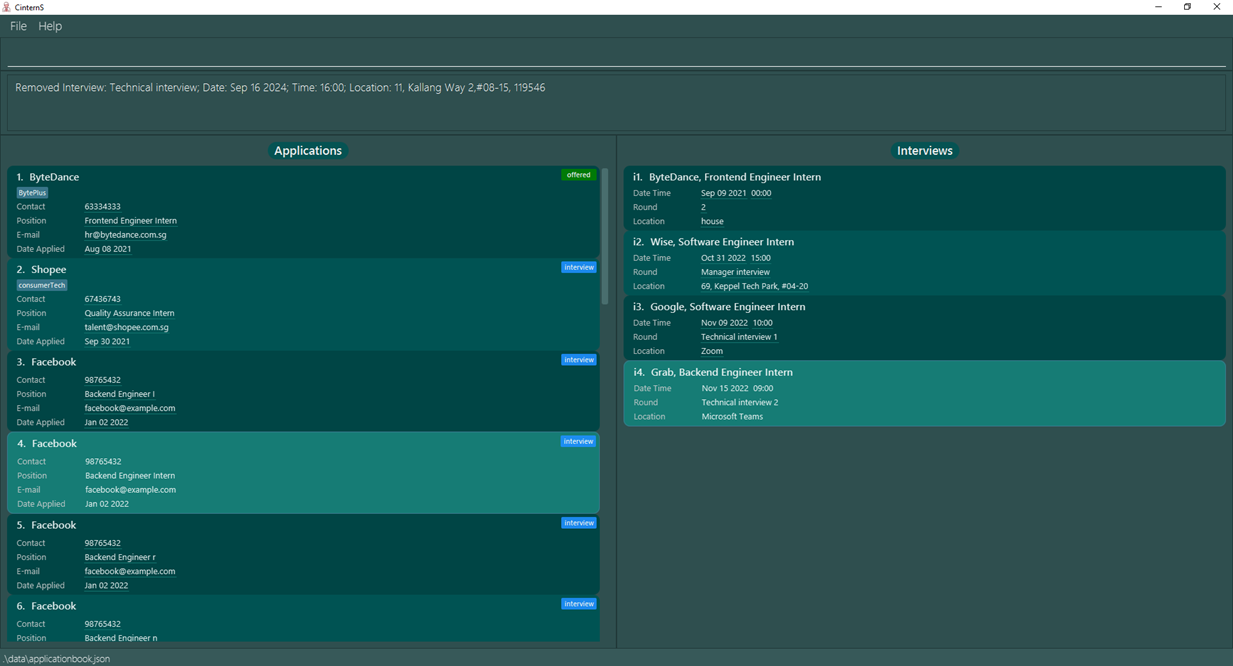 CinternS
File Help
Removed Interview: Technical interview; Date: Sep 16 2024; Time: 16:00; Location: 11, Kallang Way 2,#08-15, 119546
Applications
1. ByteDance offered
BytePlus
Contact 63334333
Position Frontend Engineer Intern
E-mail hr@bytedance.com.sg
Date Applied Aug 08 2021
2. Shopee interview
consumerTech
Contact 67436743
Position Quality Assurance Intern
E-mail talent@shopee.com.sg
Date Applied Sep 30 2021
3. Facebook interview
Contact 98765432
Position Backend Engineer l
E-mail facebook@example.com
Date Applied Jan 02 2022
4. Facebook interview
Contact 98765432
Position Backend Engineer Intern
E-mail facebook@example.com
Date Applied Jan 02 2022
5. Facebook interview
Contact 98765432
Position Backend Engineer r
E-mail facebook@example.com
Date Applied Jan 02 2022
6. Facebook interview
Contact 98765432
Position Backend Engineer n
Interviews
i1. ByteDance, Frontend Engineer Intern
Date Time Sep 09 2021 00:00
Round 2
Location house
i2. Wise, Software Engineer Intern
Date Time Oct 31 2022 15:00
Round Manager interview
Location 69, Keppel Tech Park, #04-20
i3. Google, Software Engineer Intern
Date Time Nov 09 2022 10:00
Round Technical interview 1
Location Zoom
i4. Grab, Backend Engineer Intern
Date Time Nov 15 2022 09:00
Round Technical interview 2
Location Microsoft Teams
.\data\applicationbook.json